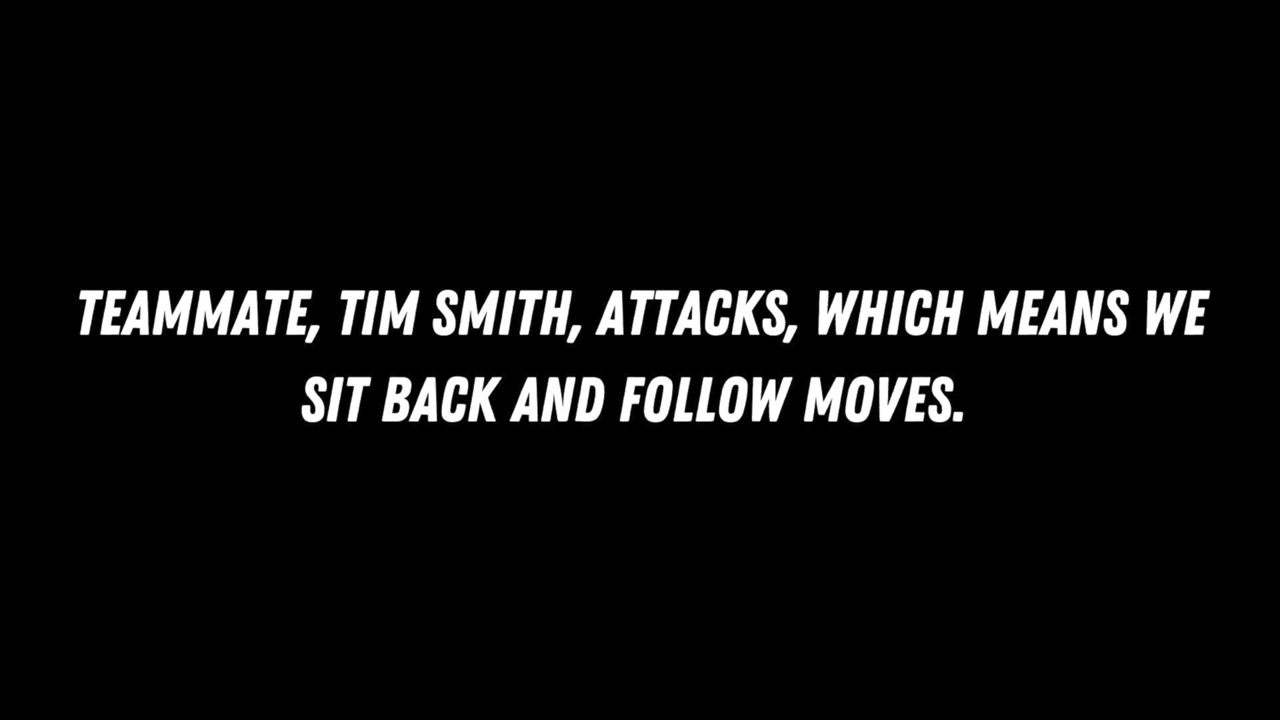 TEAMMATE, TIM SMITH, ATTACKS, WHICH MEANS WE
SIT BACK AND FOLLOW MOVES.